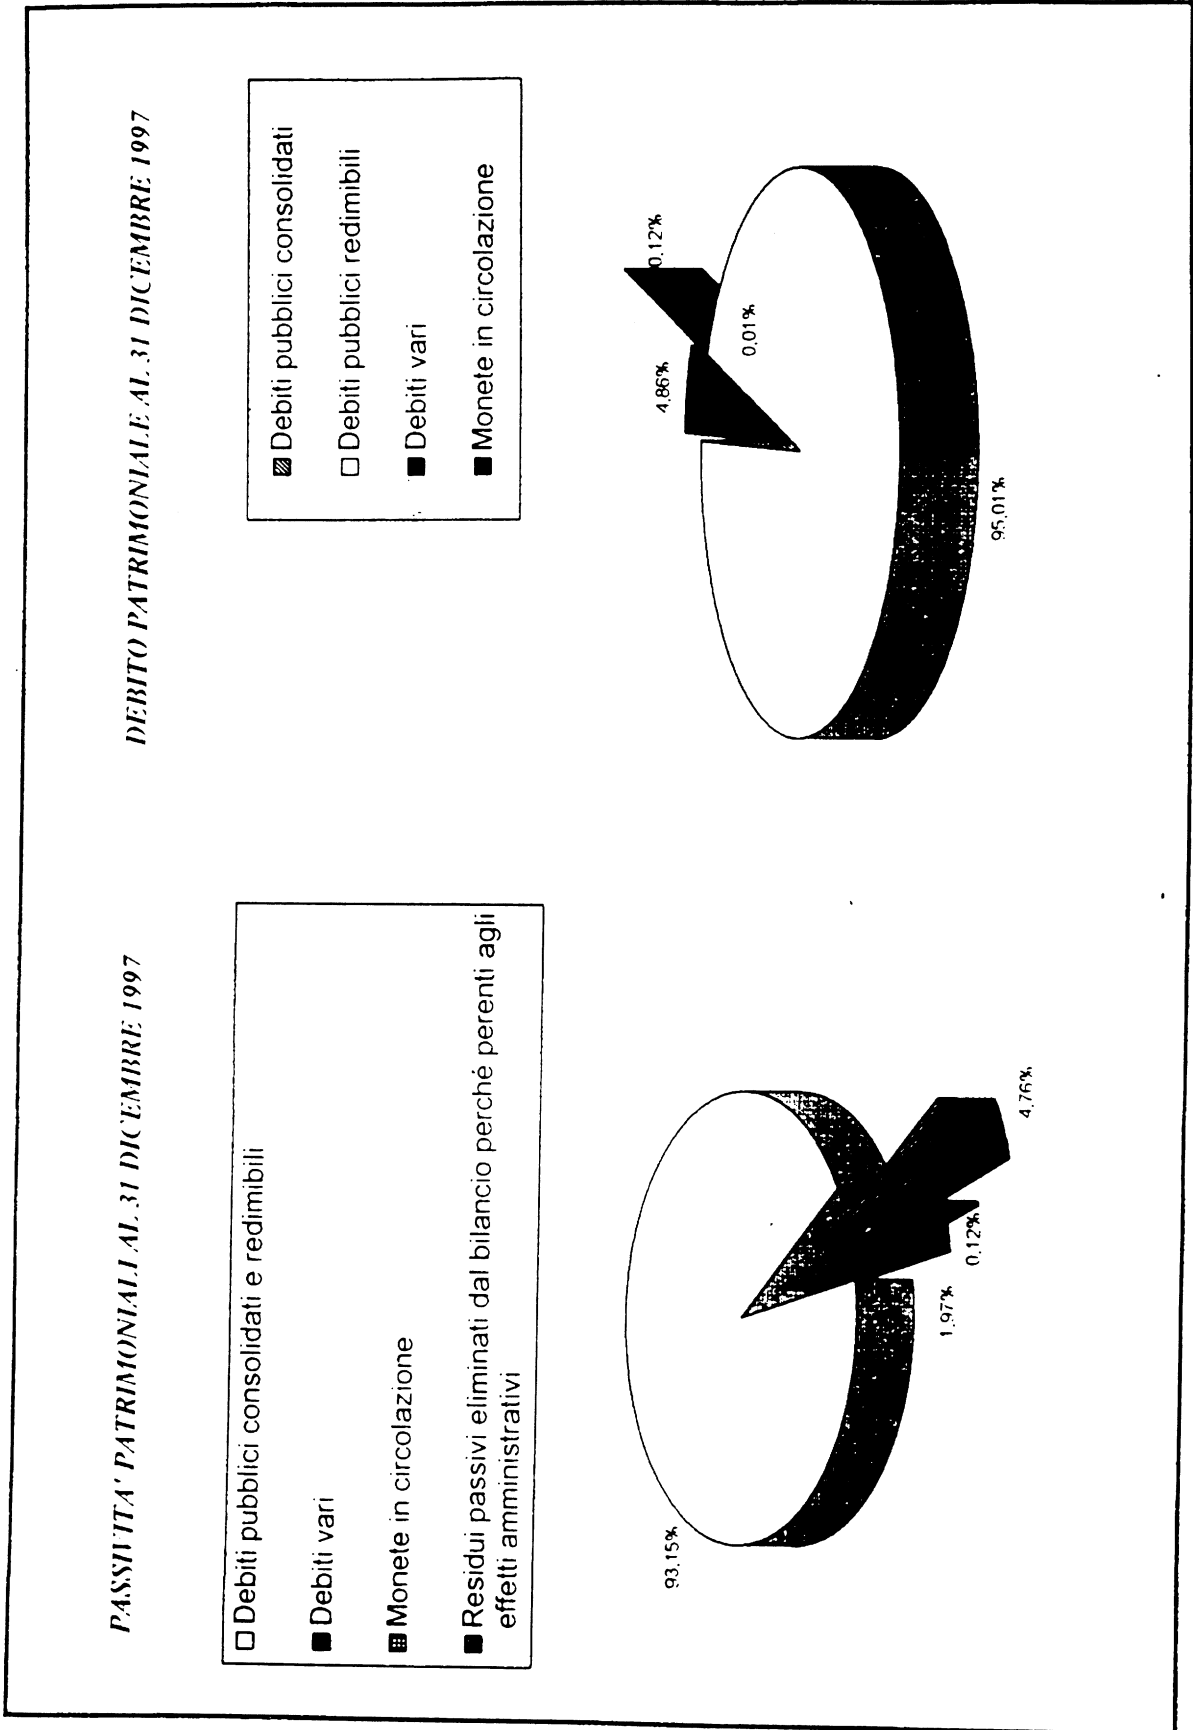 PASSIVITA' PATRIMONIALI AL 31 DICEMBRE 1997
Debiti pubblici consolidati e redimibili
Debiti vari
Monete in circolazione
Residui passivi eliminati dal bilancio perché perenti agli
effetti amministrativi
93,15%
1,97%
0,12%
4,76%
DEBITO PATRIMONIALE AL 31 DICEMBRE 1997
Debiti pubblici consolidati
Debiti pubblici redimibili
Debiti vari
Monete in circolazione
4,86%
0,12%
0,01%
95,01%